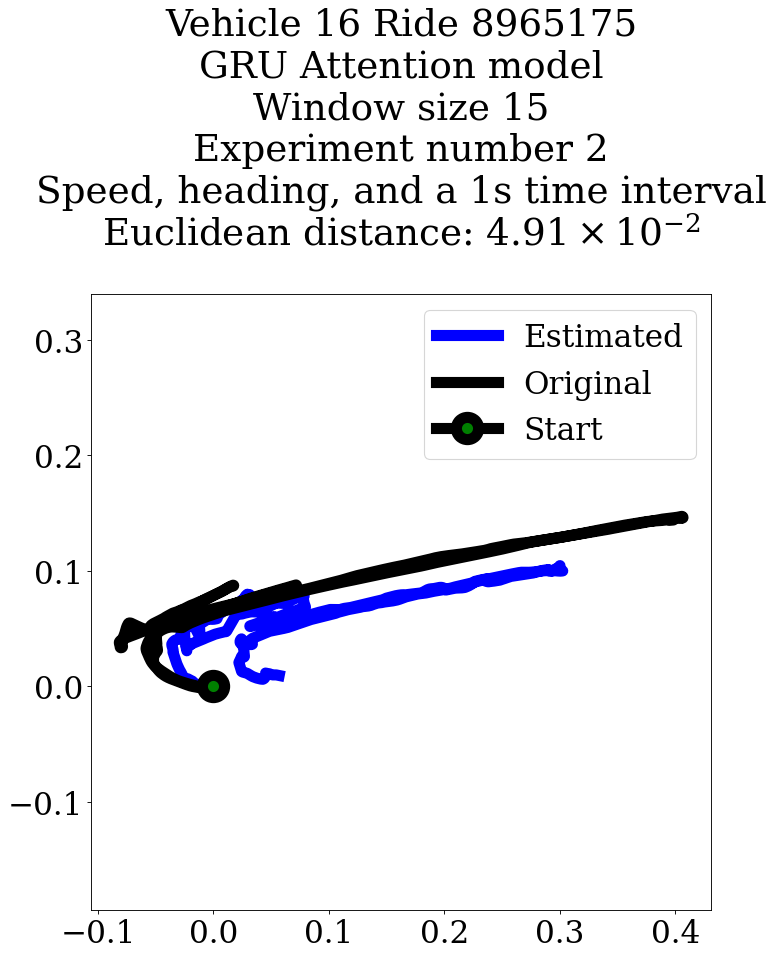 Vehicle 16 Ride 8965175
GRU Attention model
Window size 15
Experiment number 2
Speed, heading, and a 1s time interval
Euclidean distance: 4.91 × 10⁻²
Estimated
Original
Start
0.3
0.2
0.1
0.0
−0.1
−0.1
0.0
0.1
0.2
0.3
0.4